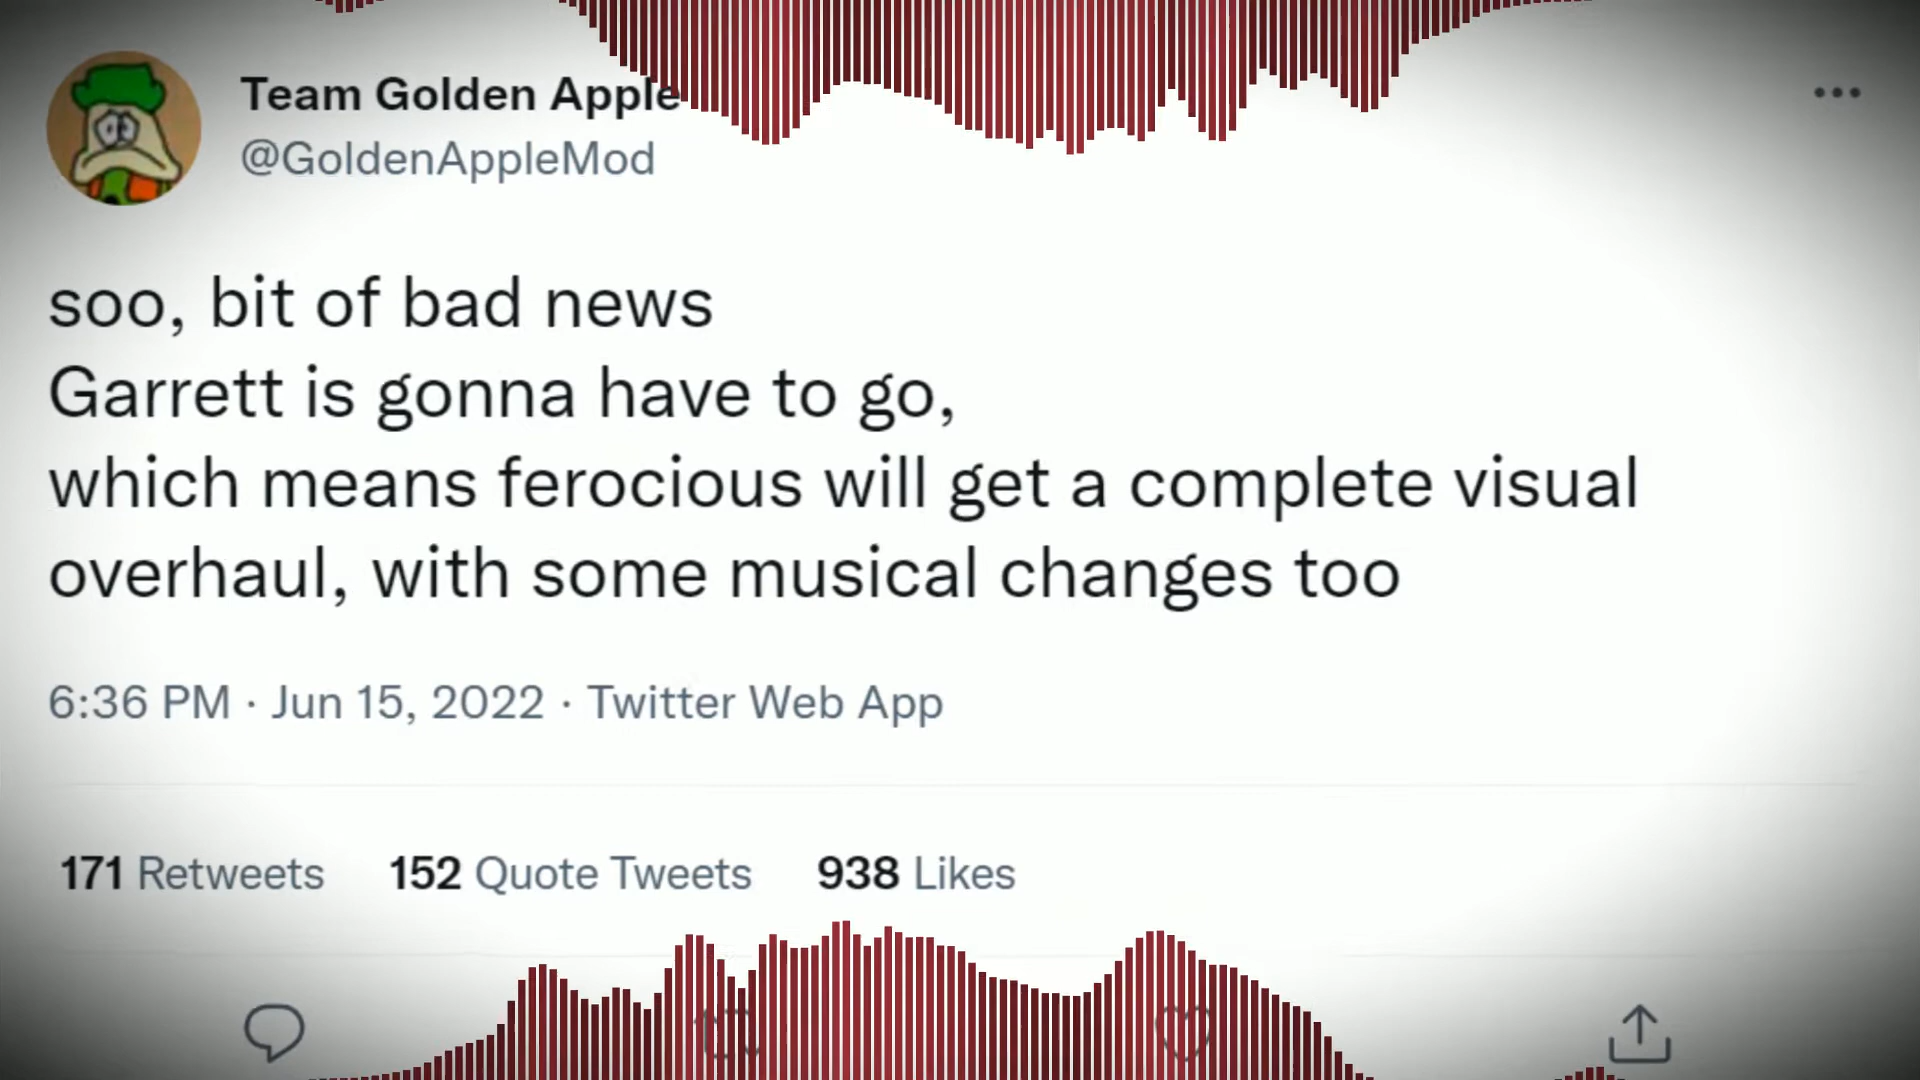 Team Golden Apple
@GoldenAppleMod
soo, bit of bad news
Garrett is gonna have to go,
which means ferocious will get a complete visual
overhaul, with some musical changes too
6:36 PM · Jun 15, 2022 · Twitter Web App
171 Retweets 152 Quote Tweets 938 Likes